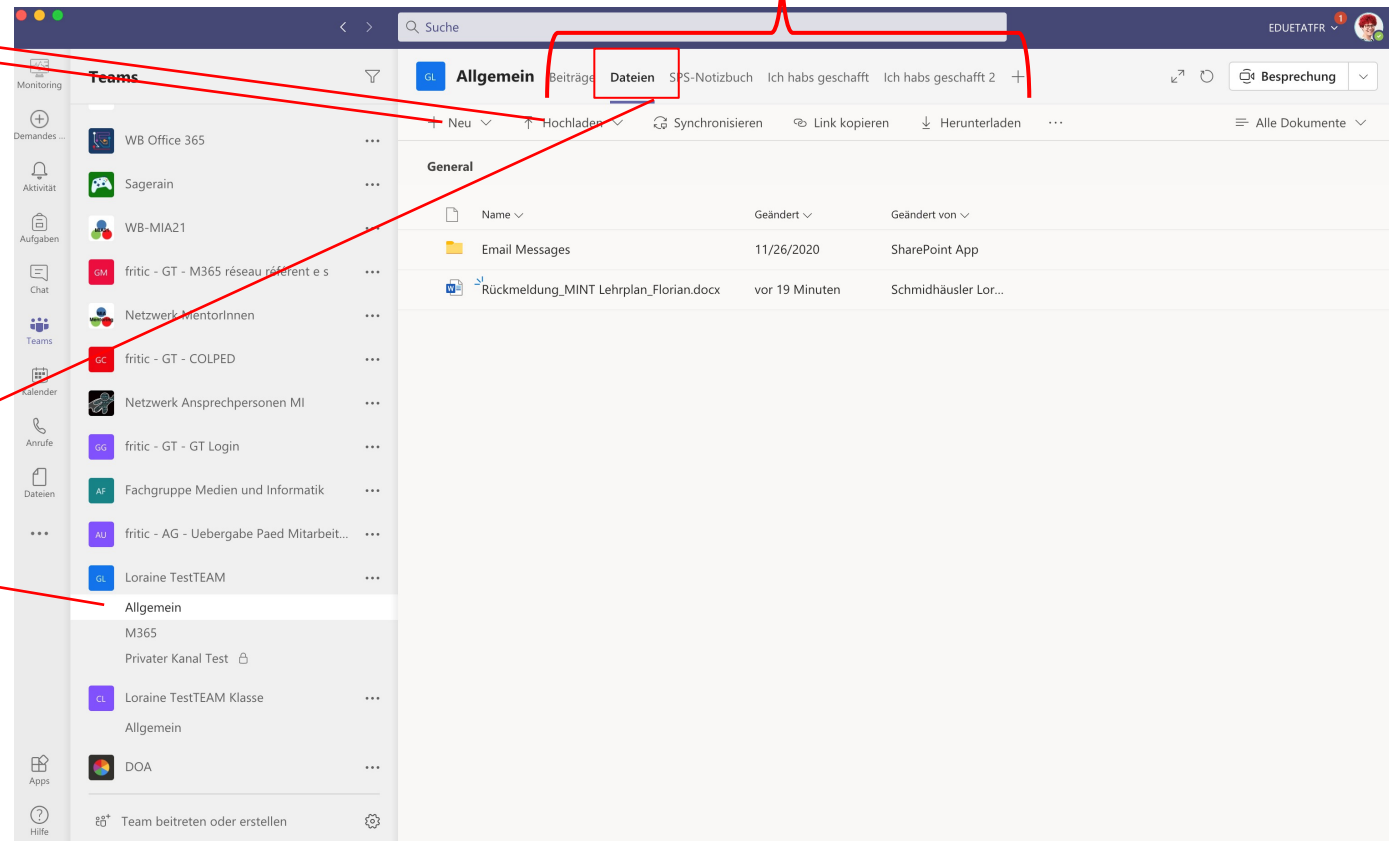 Suche
EDUETATFR
1
Monitoring
Demandes ...
Aktivität
Aufgaben
Chat
Teams
Kalender
Anrufe
Dateien
Apps
Hilfe
Teams
WB Office 365
Sagerain
WB-MIA21
GM fritic - GT - M365 réseau référent e s
Netzwerk MentorInnen
GC fritic - GT - COLPED
Netzwerk Ansprechpersonen MI
GG fritic - GT - GT Login
AF Fachgruppe Medien und Informatik
AU fritic - AG - Uebergabe Paed Mitarbeit...
GL Loraine TestTEAM
Allgemein
M365
Privater Kanal Test
CL Loraine TestTEAM Klasse
Allgemein
DOA
Team beitreten oder erstellen
GL Allgemein Beiträge Dateien SPS-Notizbuch Ich habs geschafft Ich habs geschafft 2 +
Besprechung
+ Neu Hochladen Synchronisieren Link kopieren Herunterladen ... Alle Dokumente
General
Name Geändert Geändert von
Email Messages 11/26/2020 SharePoint App
Rückmeldung_MINT Lehrplan_Florian.docx vor 19 Minuten Schmidhäusler Lor...